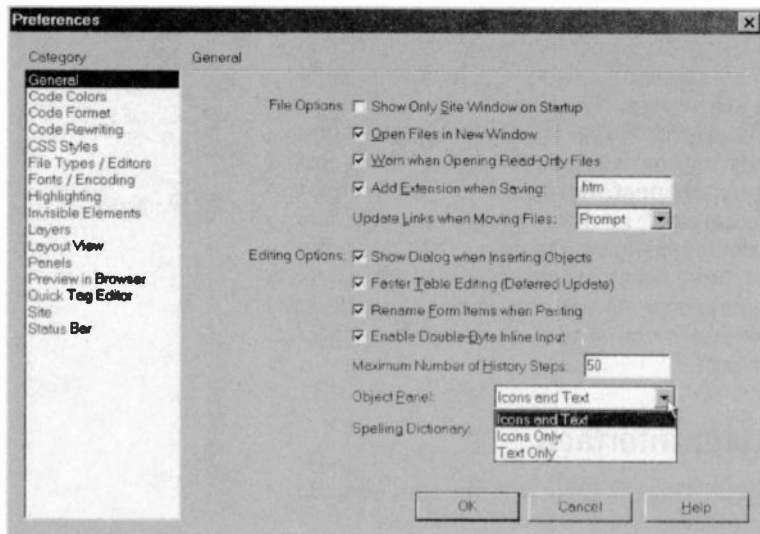 Preferences
Category
General
Code Colors
Code Format
Code Rewriting
CSS Styles
File Types / Editors
Fonts / Encoding
Highlighting
Invisible Elements
Layers
Layout View
Panels
Preview in Browser
Quick Tag Editor
Site
Status Bar
General
File Options: Show Only Site Window on Startup
Open Files in New Window
Warn when Opening Read-Only Files
Add Extension when Saving: .htm
Update Links when Moving Files: Prompt
Editing Options: Show Dialog when Inserting Objects
Faster Table Editing (Deferred Update)
Rename Form Items when Pasting
Enable Double-Byte Inline Input
Maximum Number of History Steps: 50
Object Panel: Icons and Text
Icons and Text
Icons Only
Text Only
Spelling Dictionary:
OK Cancel Help